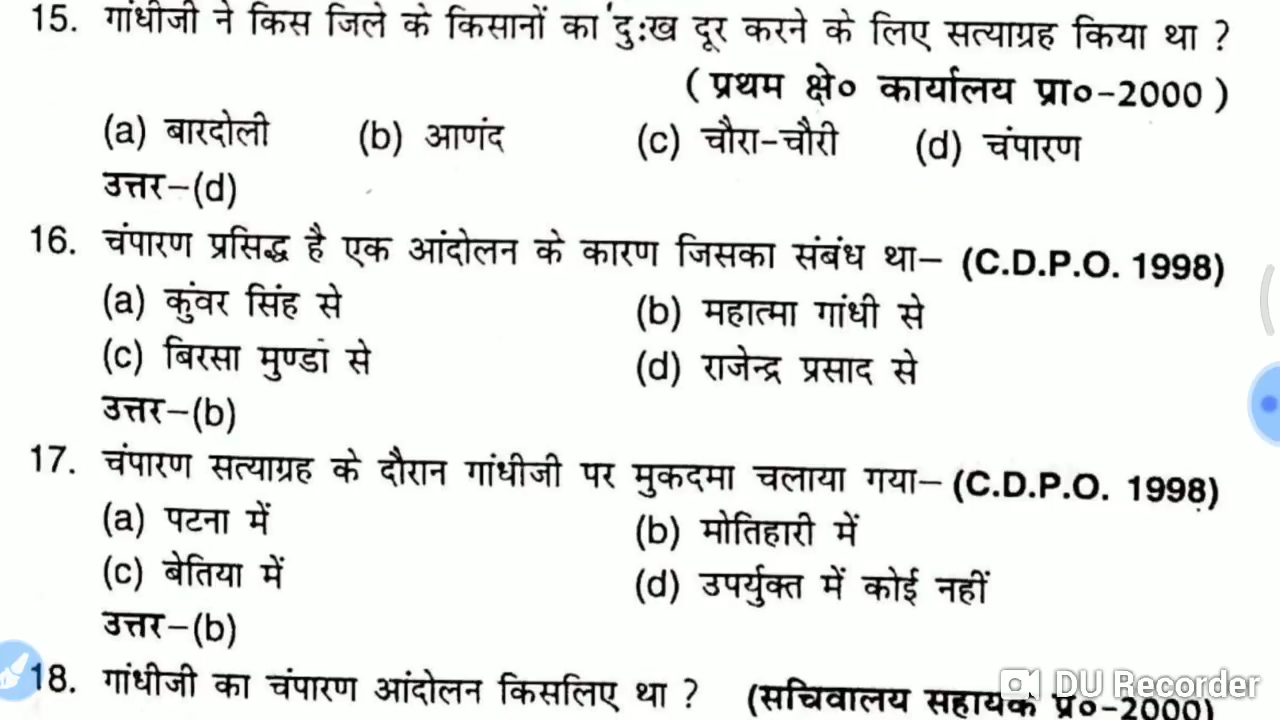 15. गांधीजी ने किस जिले के किसानों का दुःख दूर करने के लिए सत्याग्रह किया था ?
( प्रथम क्षे० कार्यालय प्रा०-2000 )
(a) बारदोली (b) आणंद (c) चौरा-चौरी (d) चंपारण
उत्तर-(d)
16. चंपारण प्रसिद्ध है एक आंदोलन के कारण जिसका संबंध था- (C.D.P.O. 1998)
(a) कुंवर सिंह से (b) महात्मा गांधी से
(c) बिरसा मुण्डा से (d) राजेन्द्र प्रसाद से
उत्तर-(b)
17. चंपारण सत्याग्रह के दौरान गांधीजी पर मुकदमा चलाया गया- (C.D.P.O. 1998)
(a) पटना में (b) मोतिहारी में
(c) बेतिया में (d) उपर्युक्त में कोई नहीं
उत्तर-(b)
18. गांधीजी का चंपारण आंदोलन किसलिए था ? (सचिवालय सहायक प्र०-2000)
DU Recorder